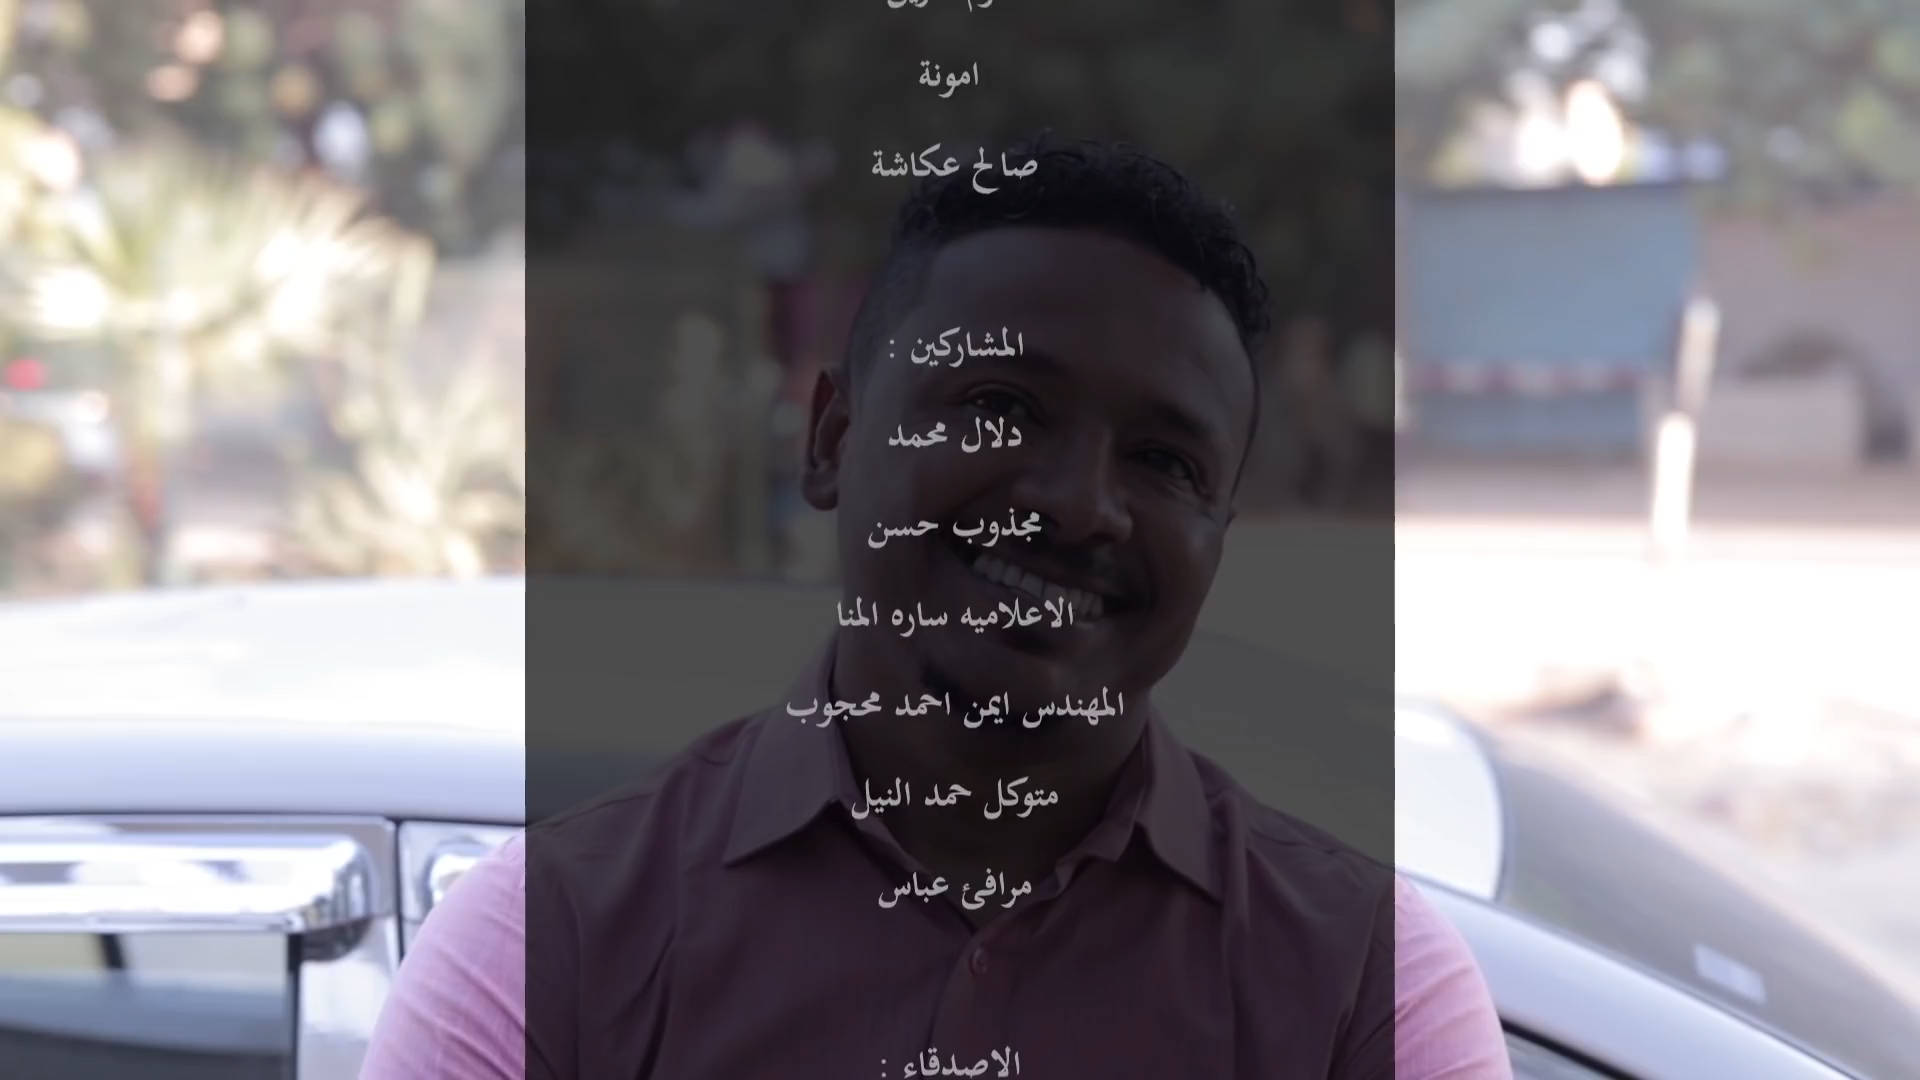 امونة
صالح عكاشة
المشاركين :
دلال محمد
مجذوب حسن
الاعلاميه ساره المنا
المهندس ايمن احمد محجوب
متوكل حمد النيل
مرافئ عباس
الاصدقاء :